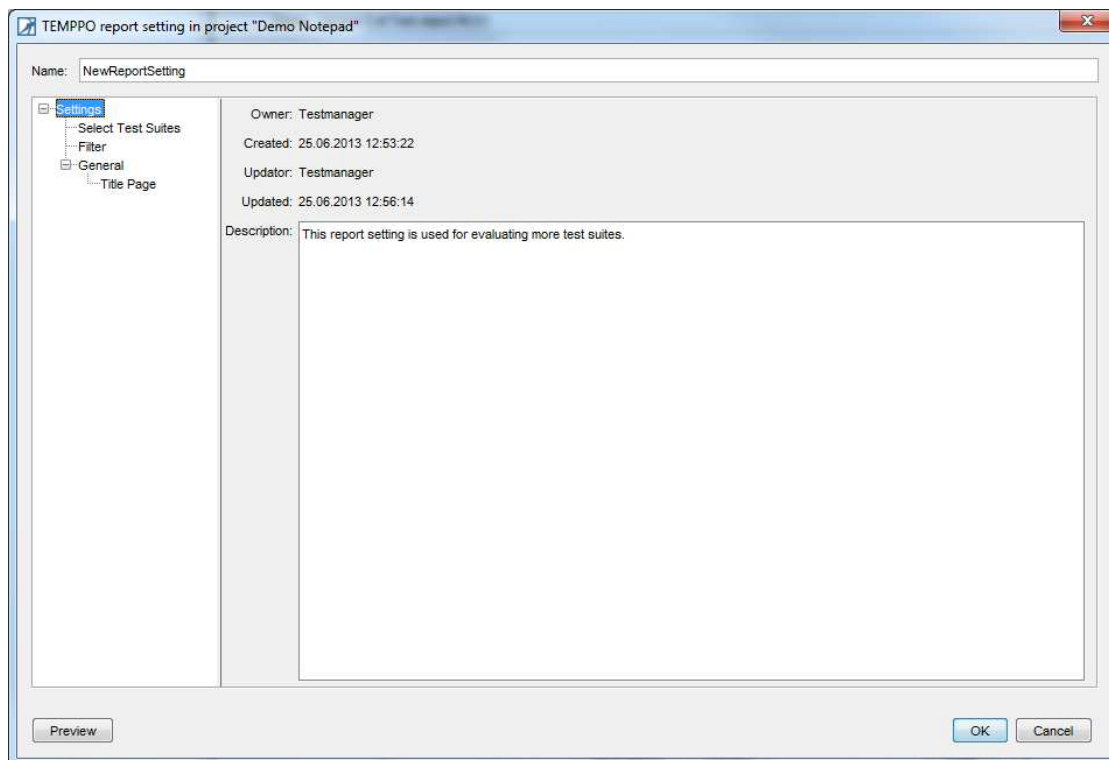 TEMPPO report setting in project "Demo Notepad"
Name: NewReportSetting
Settings
Select Test Suites
Filter
General
Title Page
Owner: Testmanager
Created: 25.06.2013 12:53:22
Updator: Testmanager
Updated: 25.06.2013 12:56:14
Description: This report setting is used for evaluating more test suites.
Preview
OK
Cancel